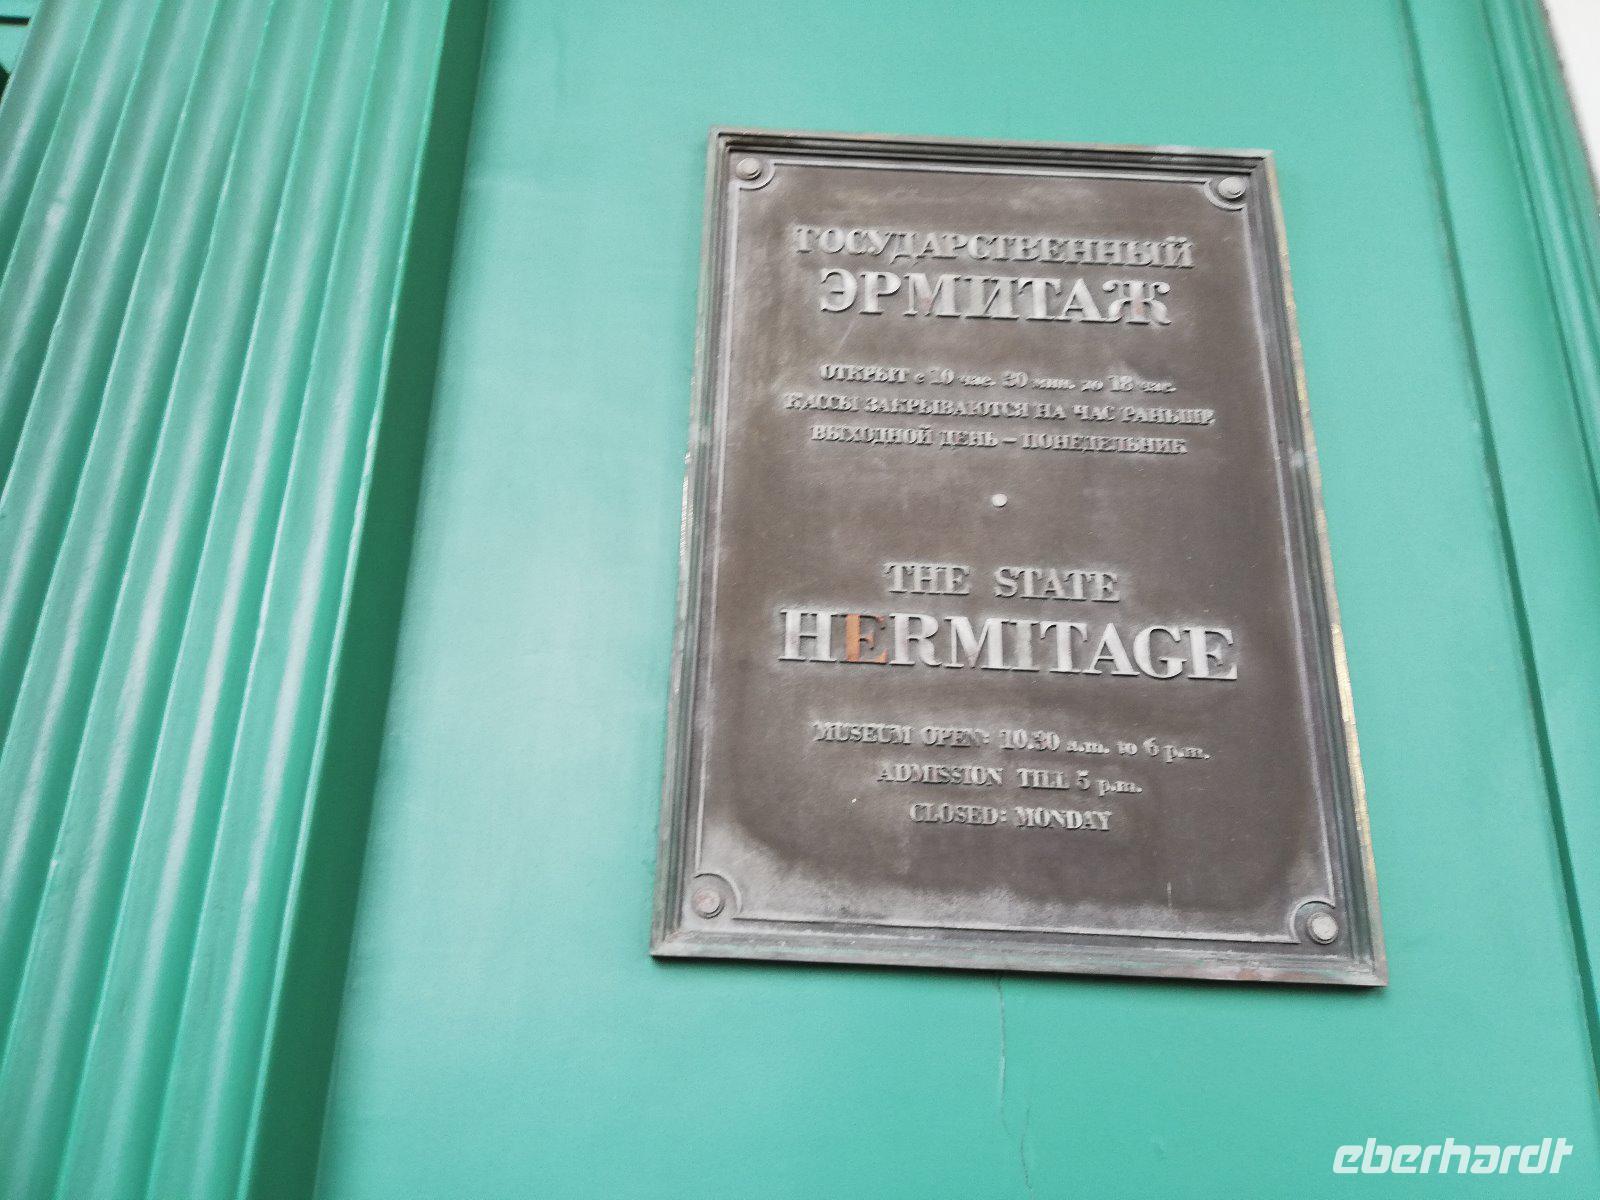 ГОСУДАРСТВЕННЫЙ
ЭРМИТАЖ
ОТКРЫТ с 10 час. 30 мин. до 18 час.
КАССЫ ЗАКРЫВАЮТСЯ НА ЧАС РАНЬШЕ,
ВЫХОДНОЙ ДЕНЬ – ПОНЕДЕЛЬНИК
THE STATE
HERMITAGE
MUSEUM OPEN: 10.30 a.m. to 6 p.m.
ADMISSION TILL 5 p.m.
CLOSED: MONDAY
eberhardt